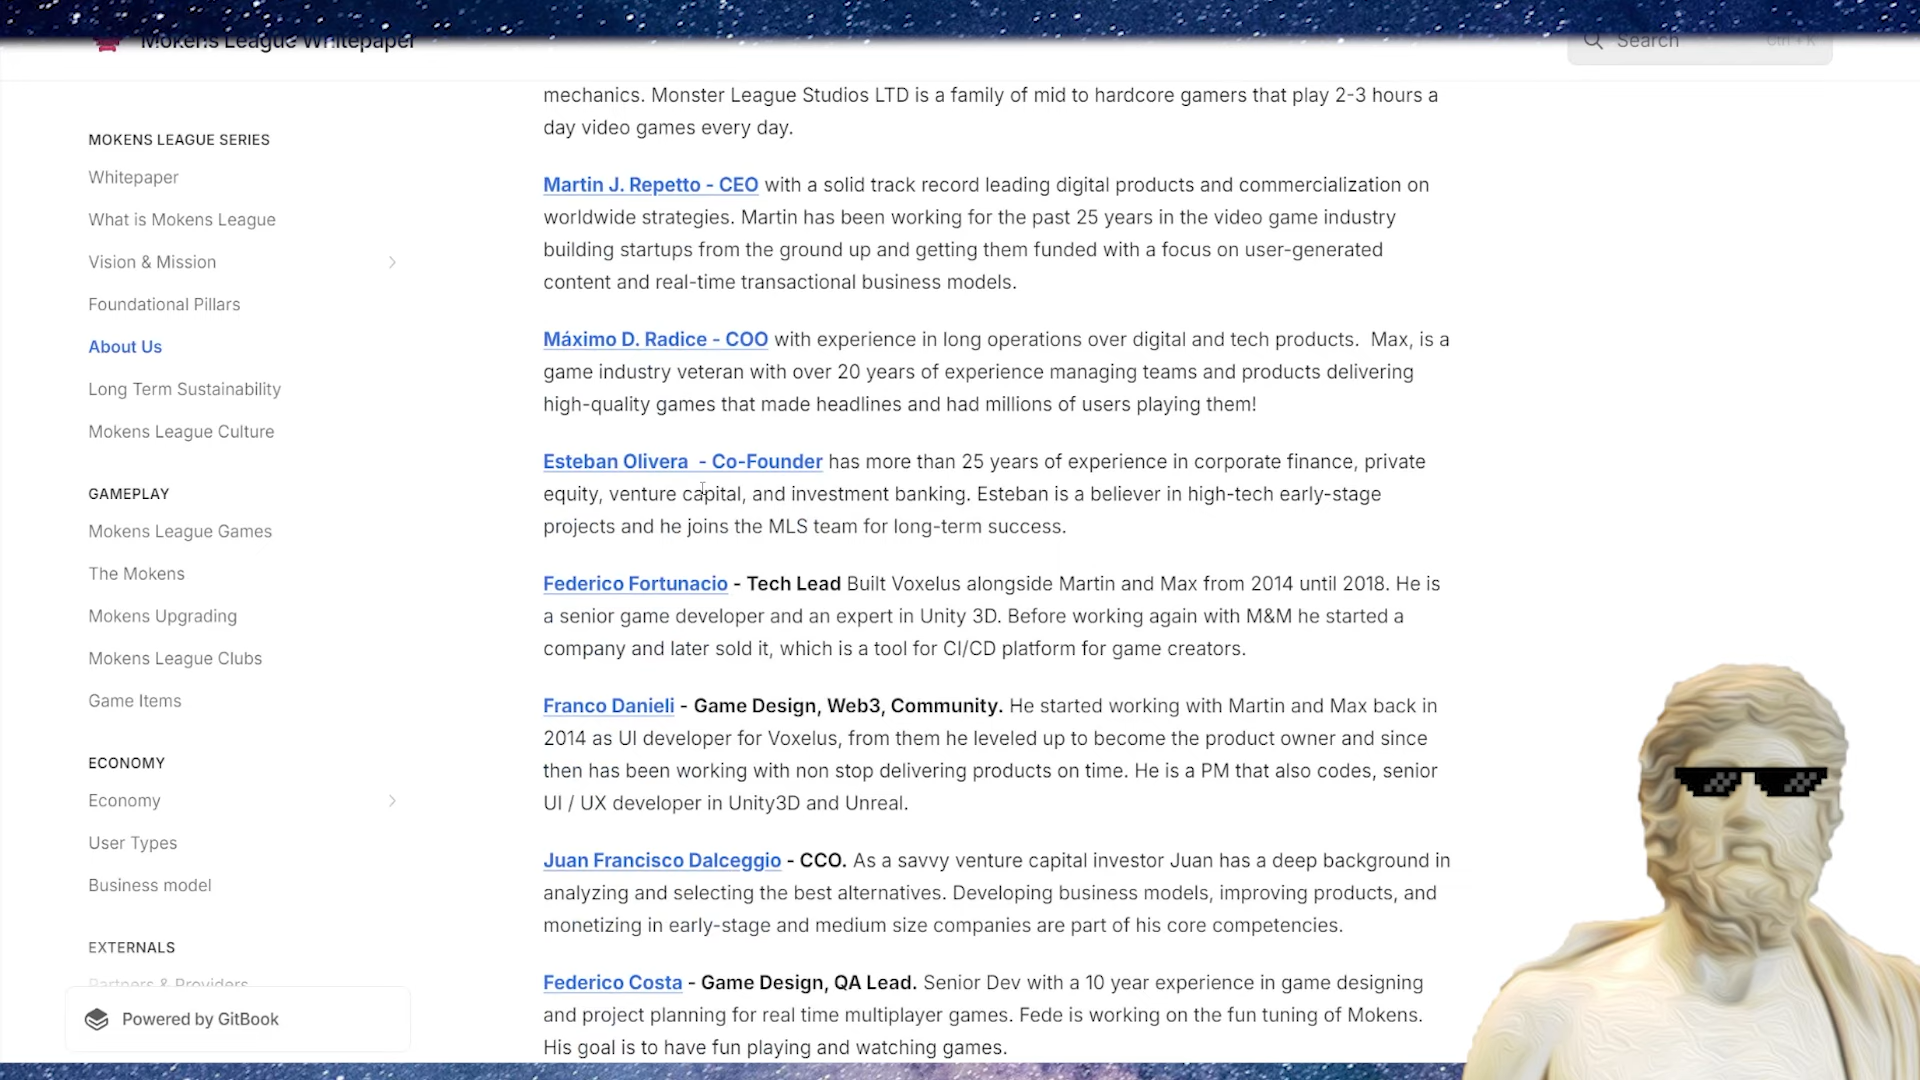 Mokens League Whitepaper
Search
Ctrl + K
MOKENS LEAGUE SERIES
Whitepaper
What is Mokens League
Vision & Mission
Foundational Pillars
About Us
Long Term Sustainability
Mokens League Culture
GAMEPLAY
Mokens League Games
The Mokens
Mokens Upgrading
Mokens League Clubs
Game Items
ECONOMY
Economy
User Types
Business model
EXTERNALS
Partners & Providers
Powered by GitBook
mechanics. Monster League Studios LTD is a family of mid to hardcore gamers that play 2-3 hours a
day video games every day.
Martin J. Repetto - CEO with a solid track record leading digital products and commercialization on
worldwide strategies. Martin has been working for the past 25 years in the video game industry
building startups from the ground up and getting them funded with a focus on user-generated
content and real-time transactional business models.
Máximo D. Radice - COO with experience in long operations over digital and tech products.  Max, is a
game industry veteran with over 20 years of experience managing teams and products delivering
high-quality games that made headlines and had millions of users playing them!
Esteban Olivera  - Co-Founder has more than 25 years of experience in corporate finance, private
equity, venture capital, and investment banking. Esteban is a believer in high-tech early-stage
projects and he joins the MLS team for long-term success.
Federico Fortunacio - Tech Lead Built Voxelus alongside Martin and Max from 2014 until 2018. He is
a senior game developer and an expert in Unity 3D. Before working again with M&M he started a
company and later sold it, which is a tool for CI/CD platform for game creators.
Franco Danieli - Game Design, Web3, Community. He started working with Martin and Max back in
2014 as UI developer for Voxelus, from them he leveled up to become the product owner and since
then has been working with non stop delivering products on time. He is a PM that also codes, senior
UI / UX developer in Unity3D and Unreal.
Juan Francisco Dalceggio - CCO. As a savvy venture capital investor Juan has a deep background in
analyzing and selecting the best alternatives. Developing business models, improving products, and
monetizing in early-stage and medium size companies are part of his core competencies.
Federico Costa - Game Design, QA Lead. Senior Dev with a 10 year experience in game designing
and project planning for real time multiplayer games. Fede is working on the fun tuning of Mokens.
His goal is to have fun playing and watching games.